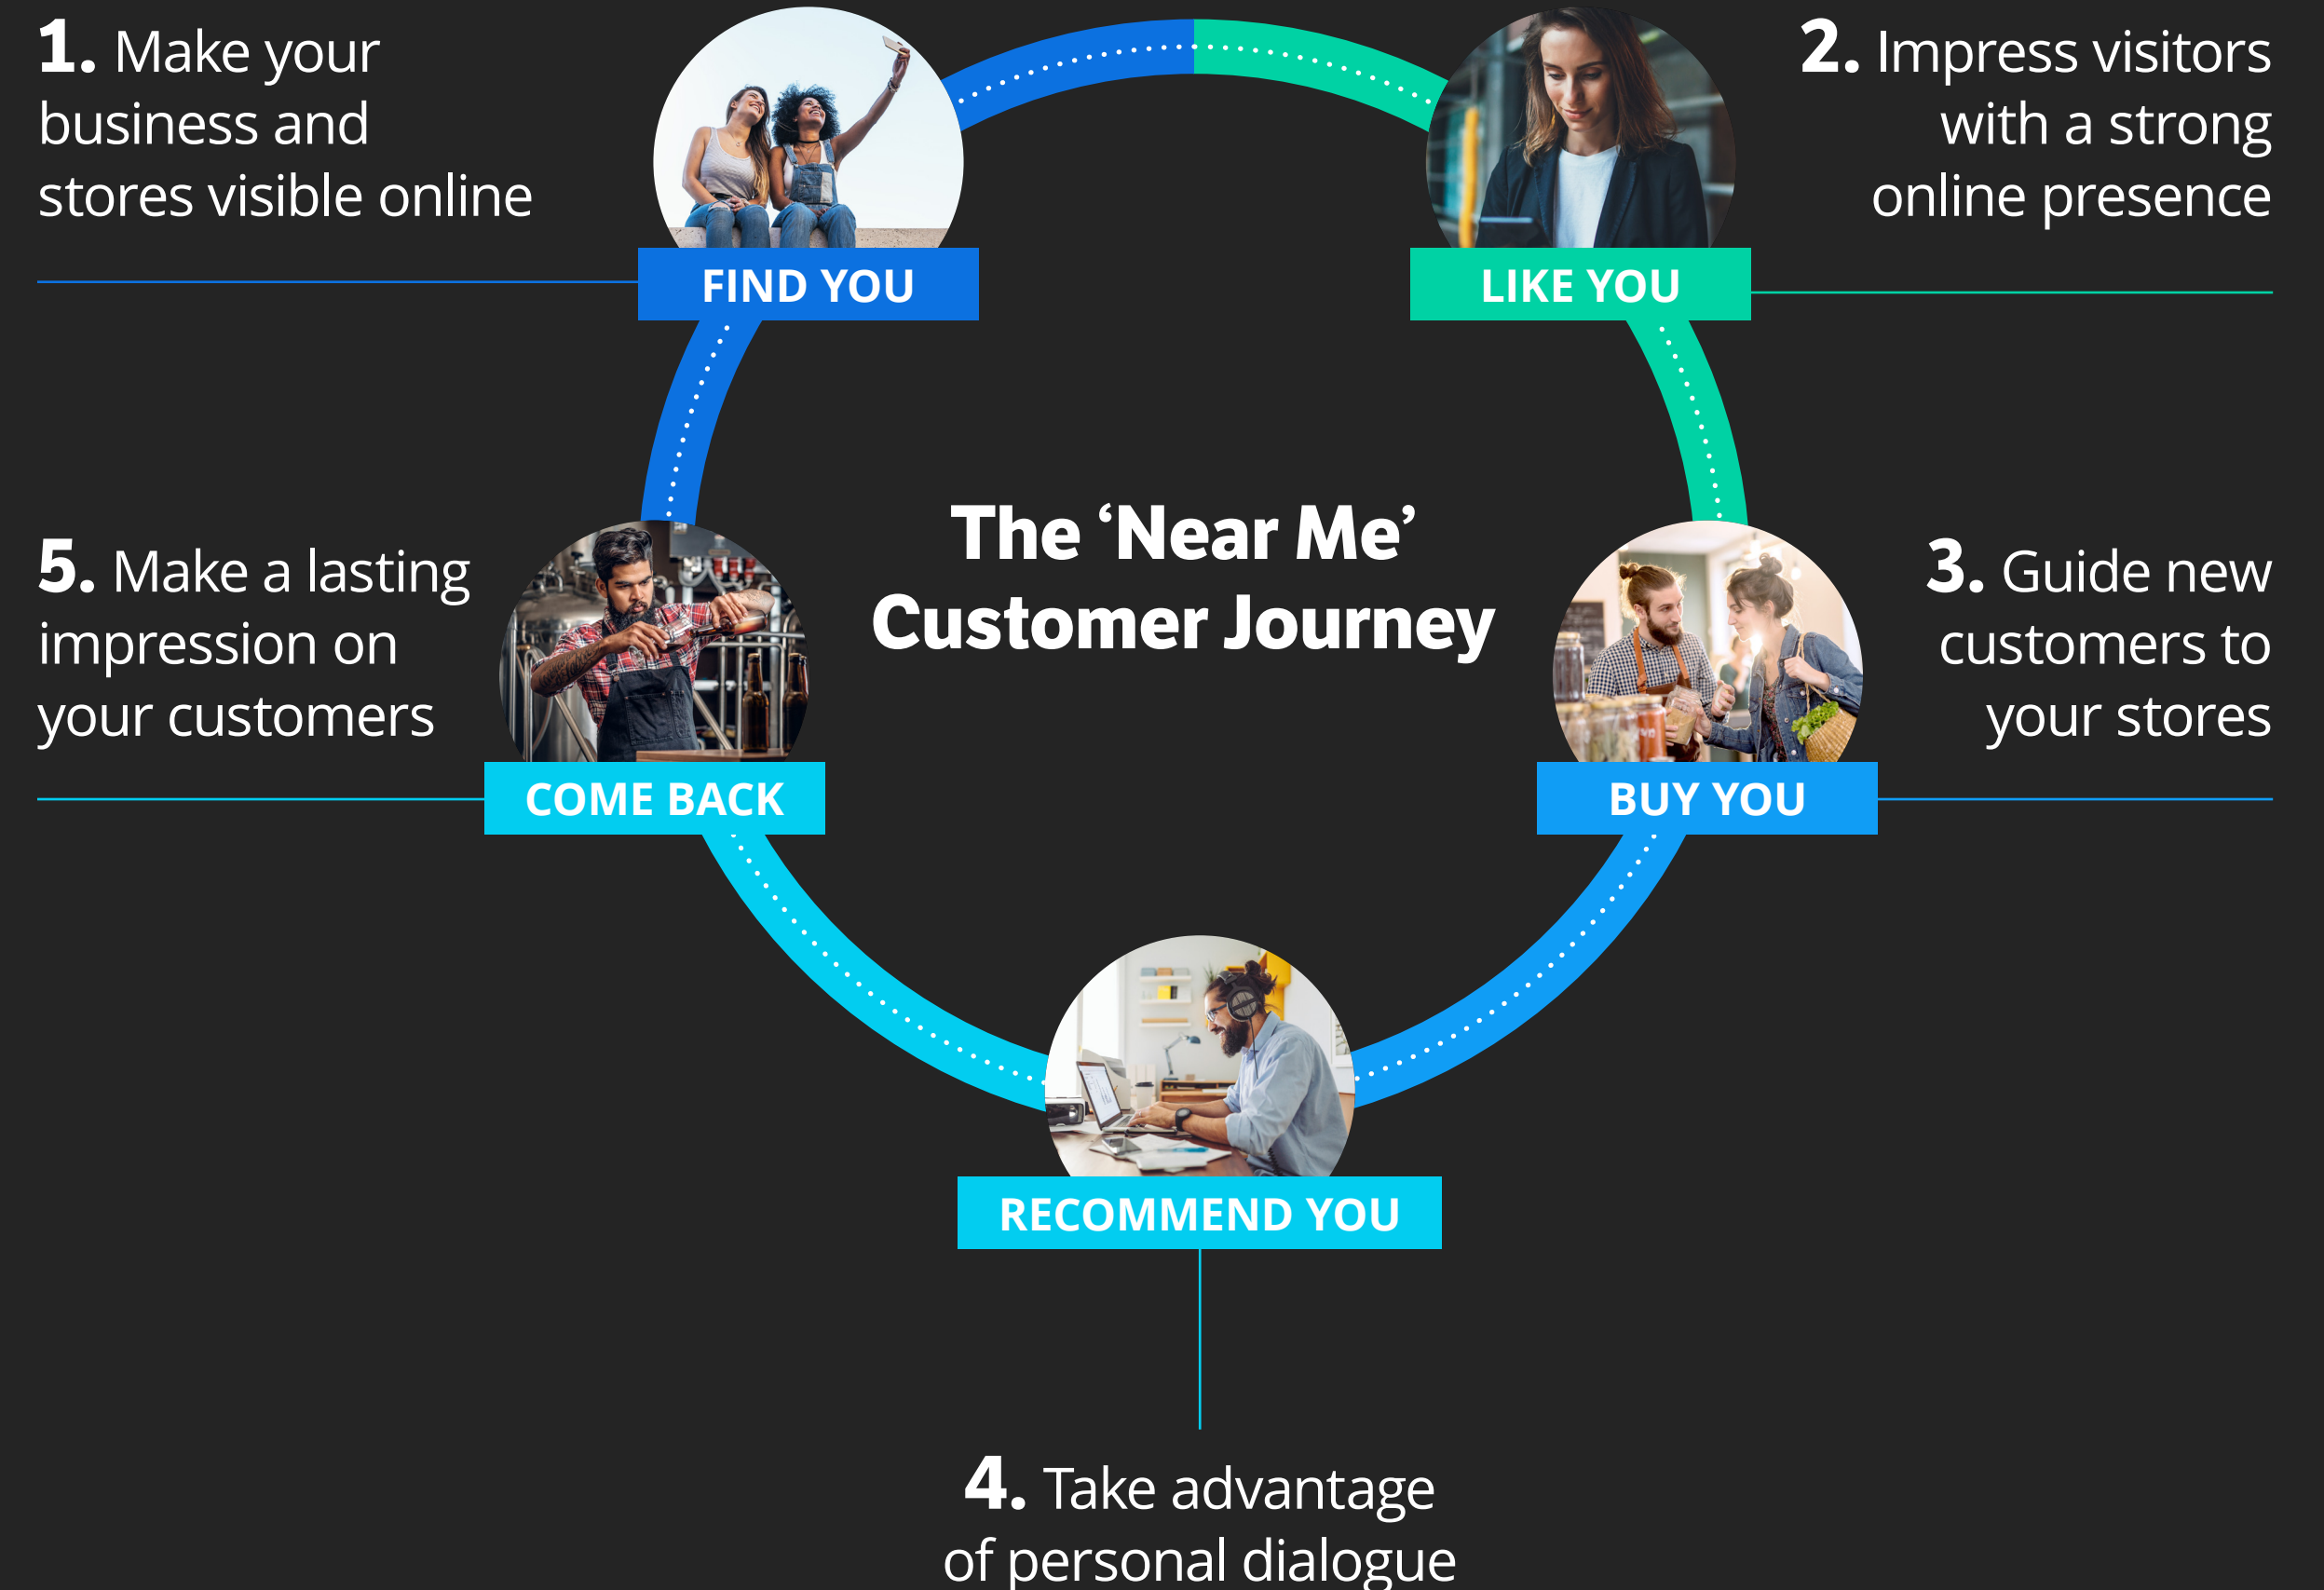 1. Make your
business and
stores visible online
FIND YOU
2. Impress visitors
with a strong
online presence
LIKE YOU
The ‘Near Me’
Customer Journey
3. Guide new
customers to
your stores
BUY YOU
4. Take advantage
of personal dialogue
RECOMMEND YOU
5. Make a lasting
impression on
your customers
COME BACK